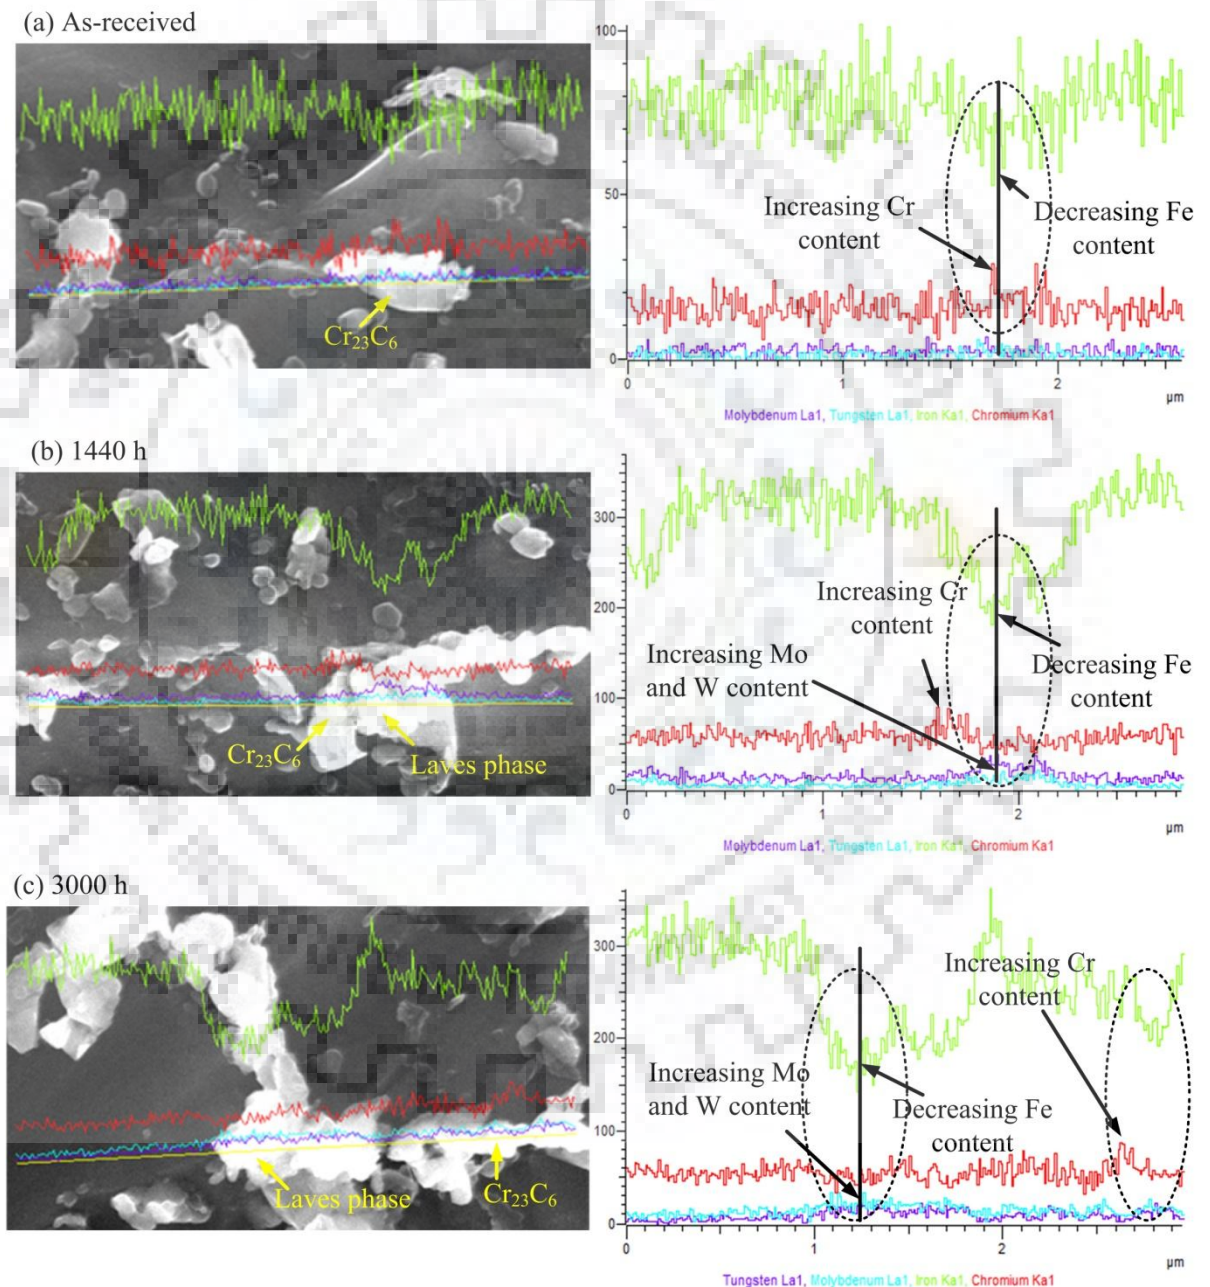 (a) As-received
Cr23C6
100
50
0
Increasing Cr
content
Decreasing Fe
content
0 1 2
µm
Molybdenum La1, Tungsten La1, Iron Ka1, Chromium Ka1
(b) 1440 h
Cr23C6
Laves phase
300
200
100
0
Increasing Cr
content
Increasing Mo
and W content
Decreasing Fe
content
0 1 2
µm
Molybdenum La1, Tungsten La1, Iron Ka1, Chromium Ka1
(c) 3000 h
Laves phase
Cr23C6
300
200
100
0
Increasing Cr
content
Increasing Mo
and W content
Decreasing Fe
content
0 1 2
µm
Tungsten La1, Molybdenum La1, Iron Ka1, Chromium Ka1